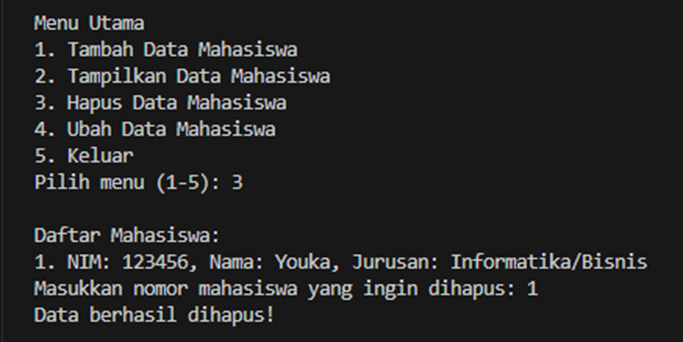 Menu Utama
1. Tambah Data Mahasiswa
2. Tampilkan Data Mahasiswa
3. Hapus Data Mahasiswa
4. Ubah Data Mahasiswa
5. Keluar
Pilih menu (1-5): 3
Daftar Mahasiswa:
1. NIM: 123456, Nama: Youka, Jurusan: Informatika/Bisnis
Masukkan nomor mahasiswa yang ingin dihapus: 1
Data berhasil dihapus!